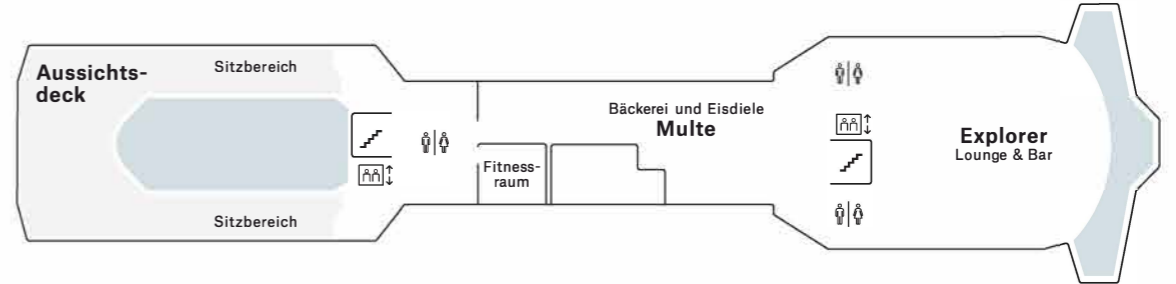 Aussichts-
deck
Sitzbereich
Sitzbereich
Fitness-
raum
Bäckerei und Eisdiele
Multe
Explorer
Lounge & Bar